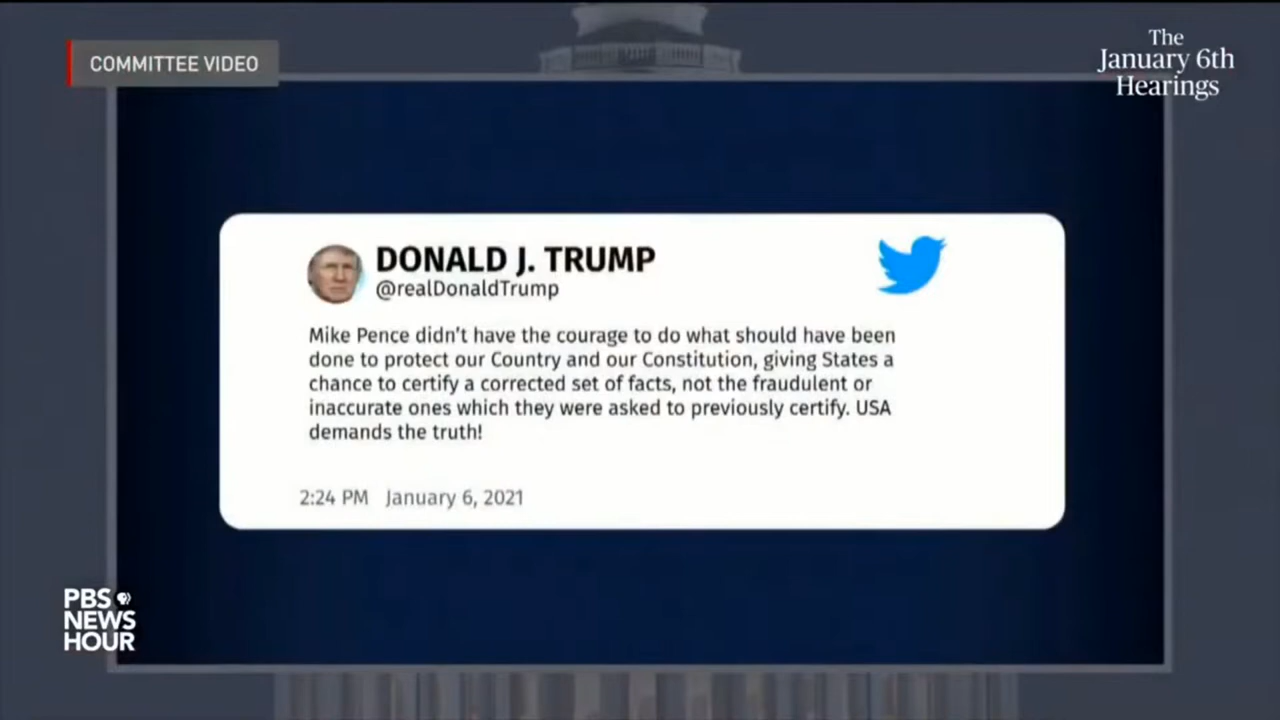 COMMITTEE VIDEO
The
January 6th
Hearings
DONALD J. TRUMP
@realDonaldTrump
Mike Pence didn't have the courage to do what should have been
done to protect our Country and our Constitution, giving States a
chance to certify a corrected set of facts, not the fraudulent or
inaccurate ones which they were asked to previously certify. USA
demands the truth!
2:24 PM January 6, 2021
PBS
NEWS
HOUR